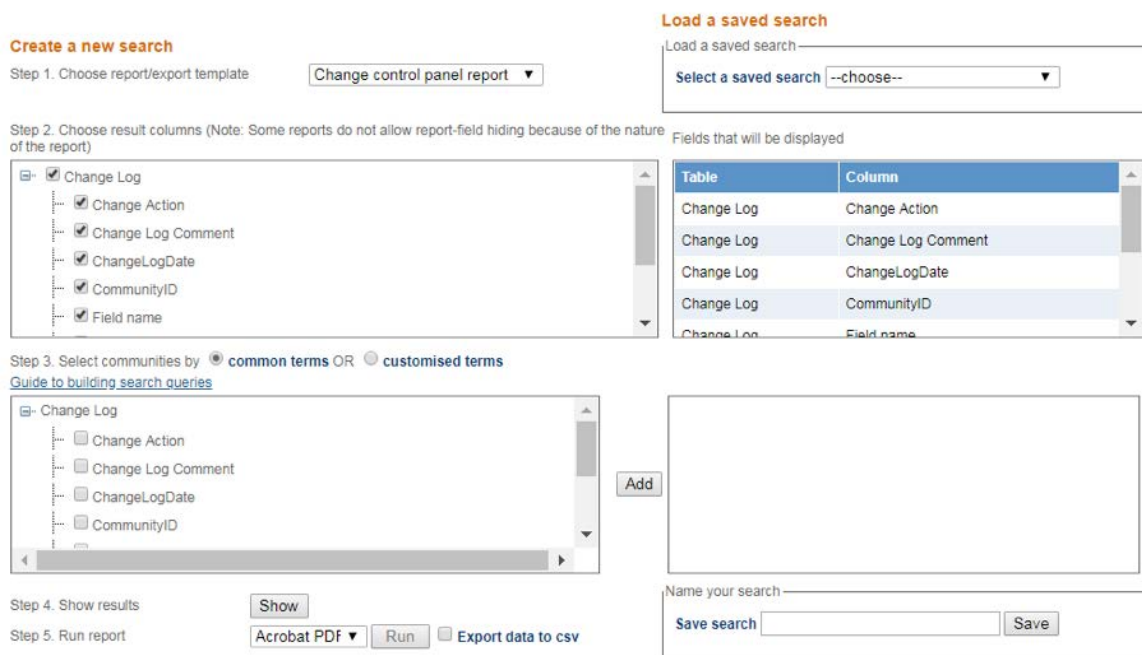 Load a saved search
Create a new search
Load a saved search
Step 1. Choose report/export template
Change control panel report
Select a saved search
--choose--
Step 2. Choose result columns (Note: Some reports do not allow report-field hiding because of the nature
of the report)
Fields that will be displayed
Change Log
Change Action
Change Log Comment
ChangeLogDate
CommunityID
Field name
Table Column
Change Log Change Action
Change Log Change Log Comment
Change Log ChangeLogDate
Change Log CommunityID
Change Log Field name
Step 3. Select communities by common terms OR customised terms
Guide to building search queries
Change Log
Change Action
Change Log Comment
ChangeLogDate
CommunityID
Add
Step 4. Show results
Show
Name your search
Step 5. Run report
Acrobat PDF
Run
Export data to csv
Save search
Save